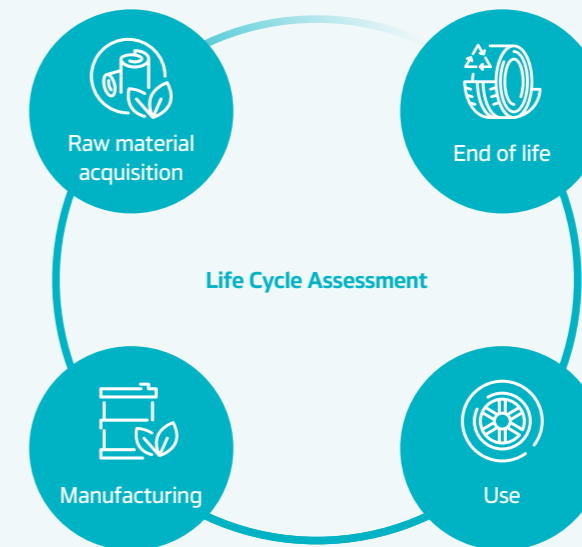 Raw material
acquisition
End of life
Life Cycle Assessment
Manufacturing
Use